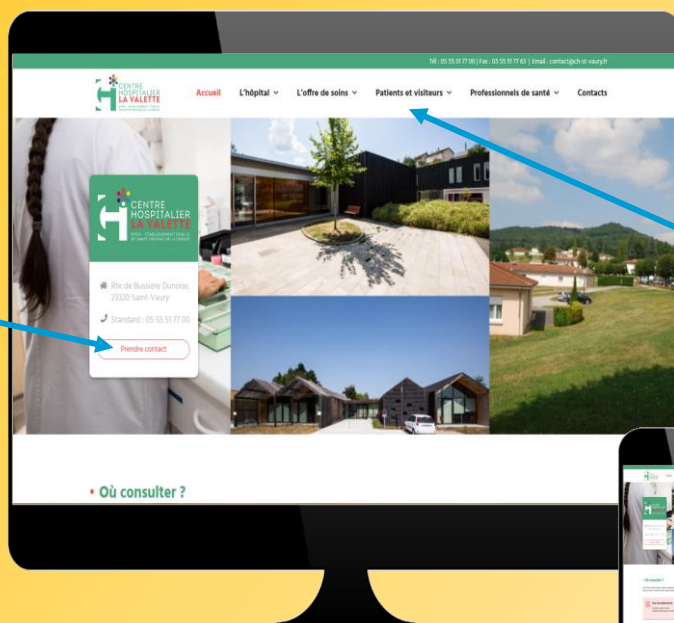 Tél : 05 55 51 77 00 | Fax : 05 55 51 77 63 | Email : contact@ch-st-vaury.fr
CENTRE
HOSPITALIER
LA VALETTE
Accueil L'hôpital L'offre de soins Patients et visiteurs Professionnels de santé Contacts
CENTRE
HOSPITALIER
LA VALETTE
Rte de Bussière Dunoise
23320 Saint-Vaury
Standard : 05 55 51 77 00
Prendre contact
• Où consulter ?